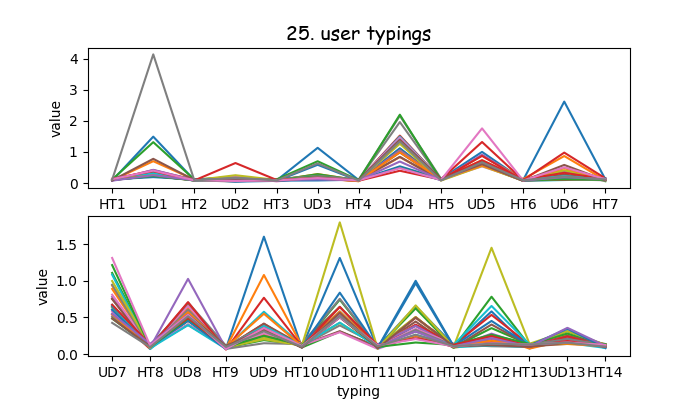 25. user typings
value
4
3
2
1
0
HT1 UD1 HT2 UD2 HT3 UD3 HT4 UD4 HT5 UD5 HT6 UD6 HT7
value
1.5
1.0
0.5
0.0
UD7 HT8 UD8 HT9 UD9 HT10 UD10 HT11 UD11 HT12 UD12 HT13 UD13 HT14
typing